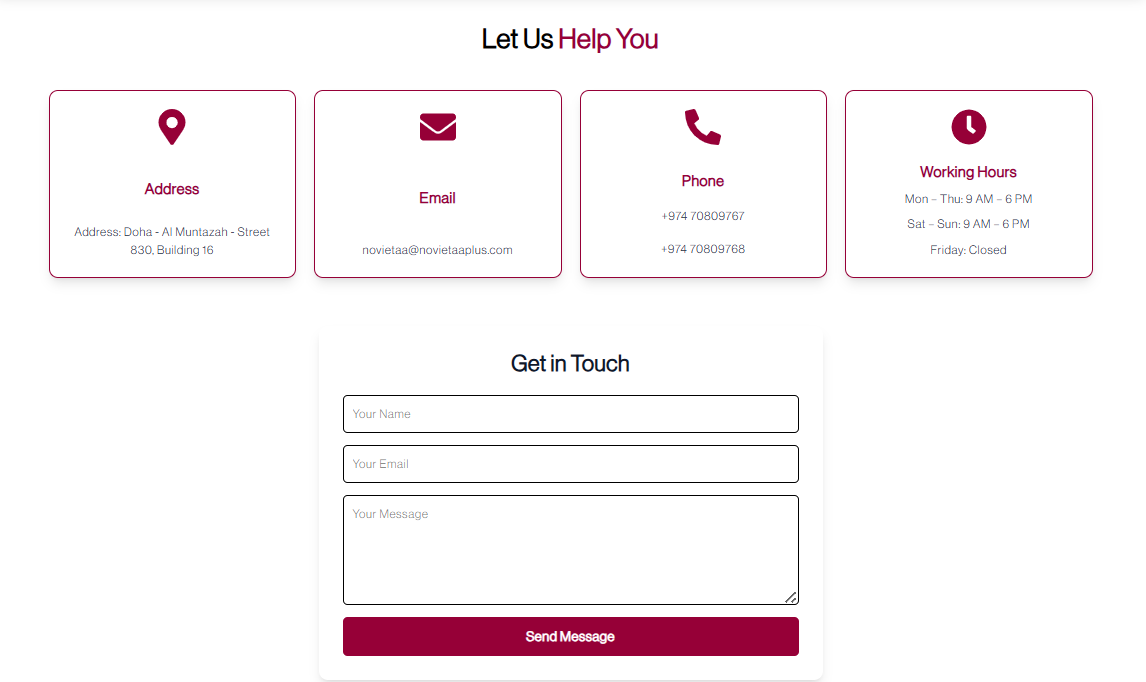 Let Us Help You
Address
Address: Doha - Al Muntazah - Street
830, Building 16
Email
novietaa@novietaaplus.com
Phone
+974 70809767
+974 70809768
Working Hours
Mon – Thu: 9 AM – 6 PM
Sat – Sun: 9 AM – 6 PM
Friday: Closed
Get in Touch
Your Name
Your Email
Your Message
Send Message